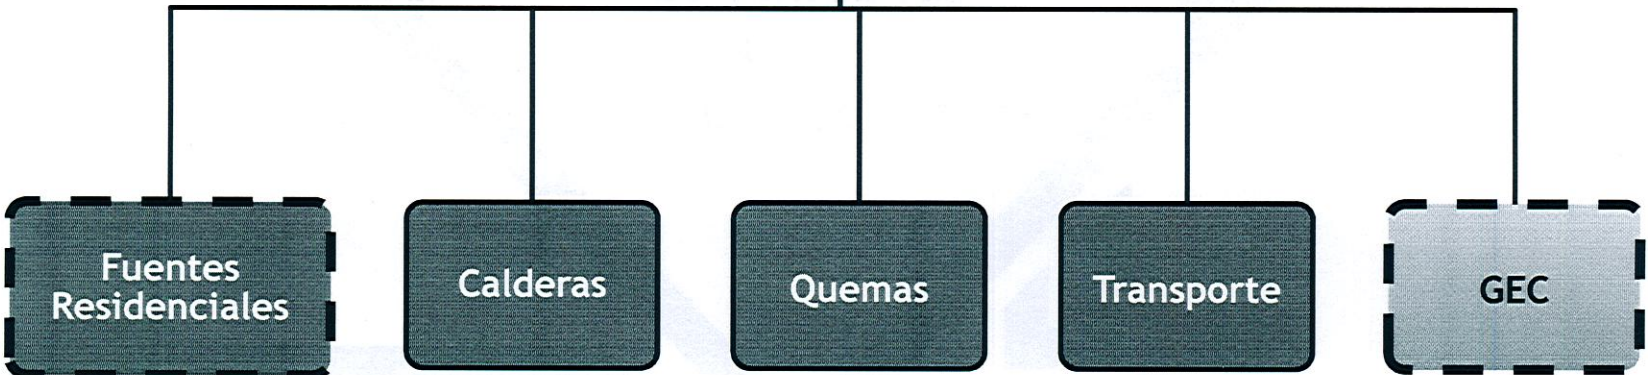 Fuentes
Residenciales
Calderas
Quemas
Transporte
GEC